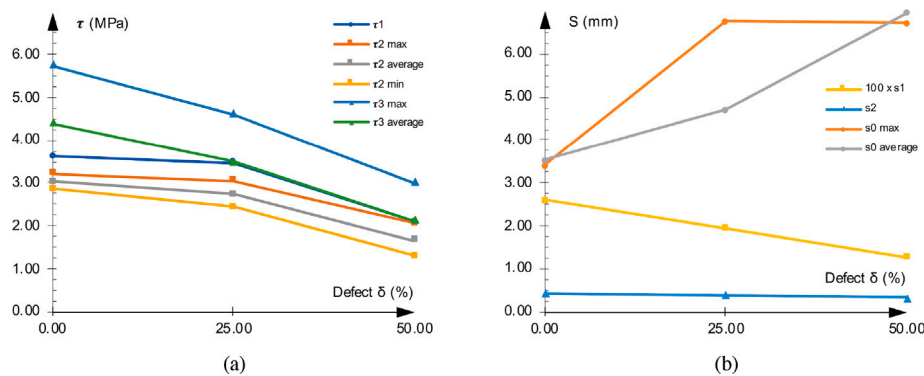 τ (MPa)
6.00
5.00
4.00
3.00
2.00
1.00
0.00
0.00 25.00 50.00
Defect δ (%)
τ1
τ2 max
τ2 average
τ2 min
τ3 max
τ3 average
(a)
S (mm)
6.00
5.00
4.00
3.00
2.00
1.00
0.00
0.00 25.00 50.00
Defect δ (%)
100 x s1
s2
s0 max
s0 average
(b)